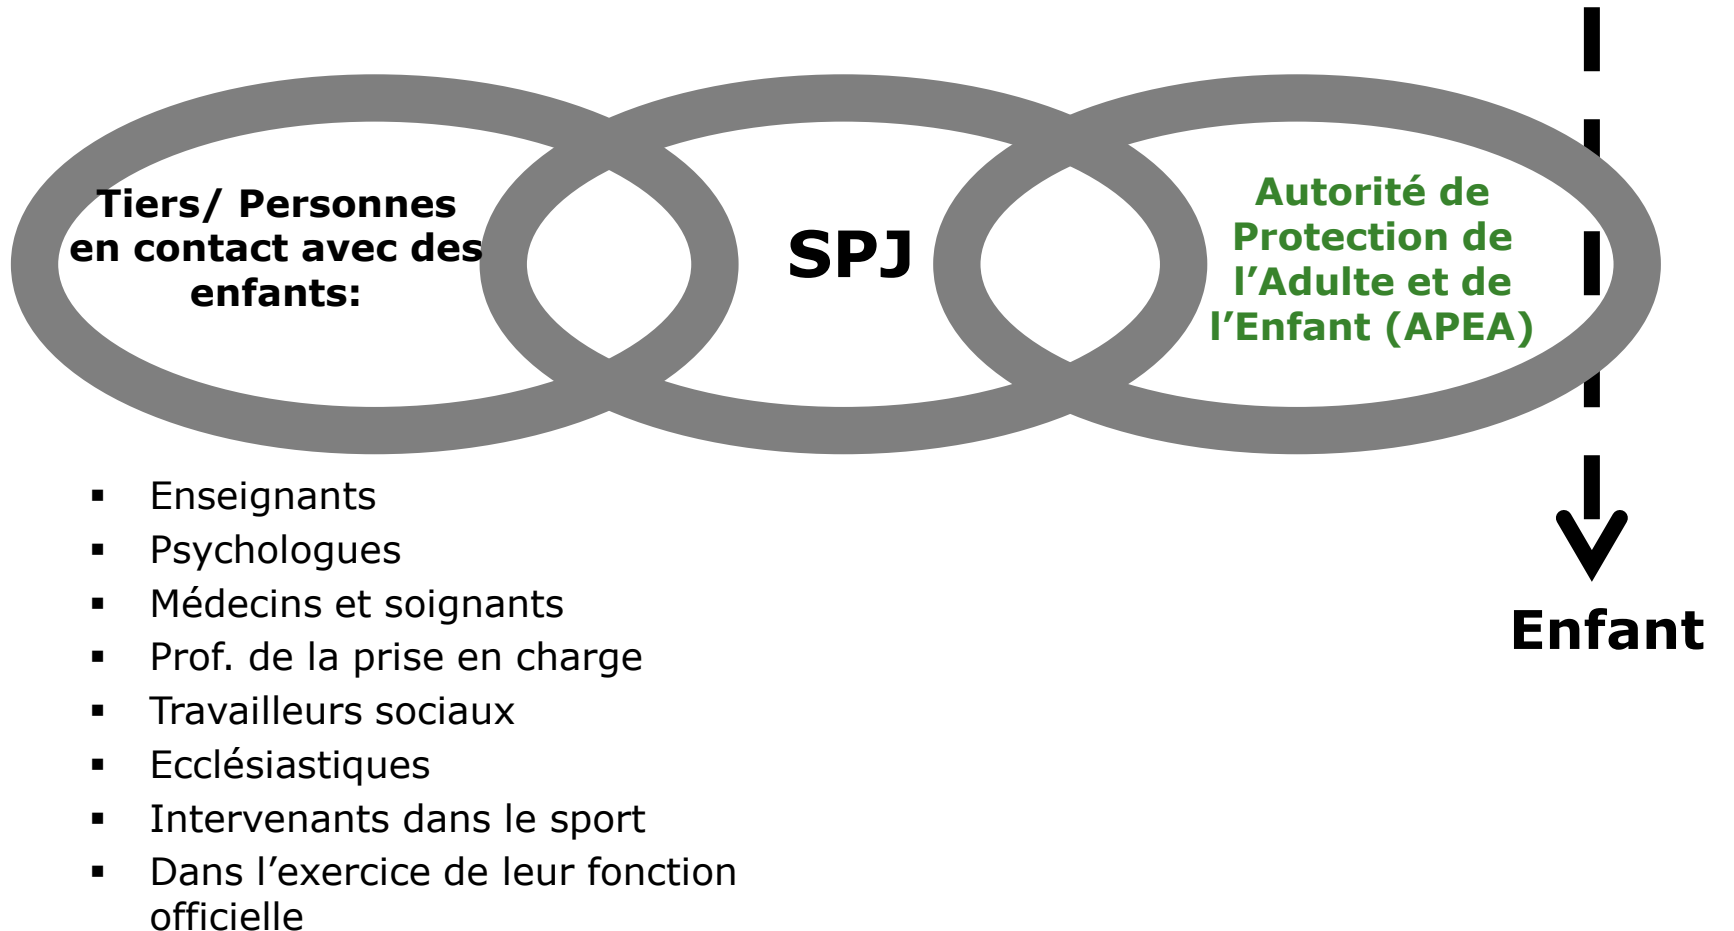 Tiers/ Personnes
en contact avec des
enfants:
SPJ
Autorité de
Protection de
l’Adulte et de
l’Enfant (APEA)
▪ Enseignants
▪ Psychologues
▪ Médecins et soignants
▪ Prof. de la prise en charge
▪ Travailleurs sociaux
▪ Ecclésiastiques
▪ Intervenants dans le sport
▪ Dans l’exercice de leur fonction
officielle
Enfant